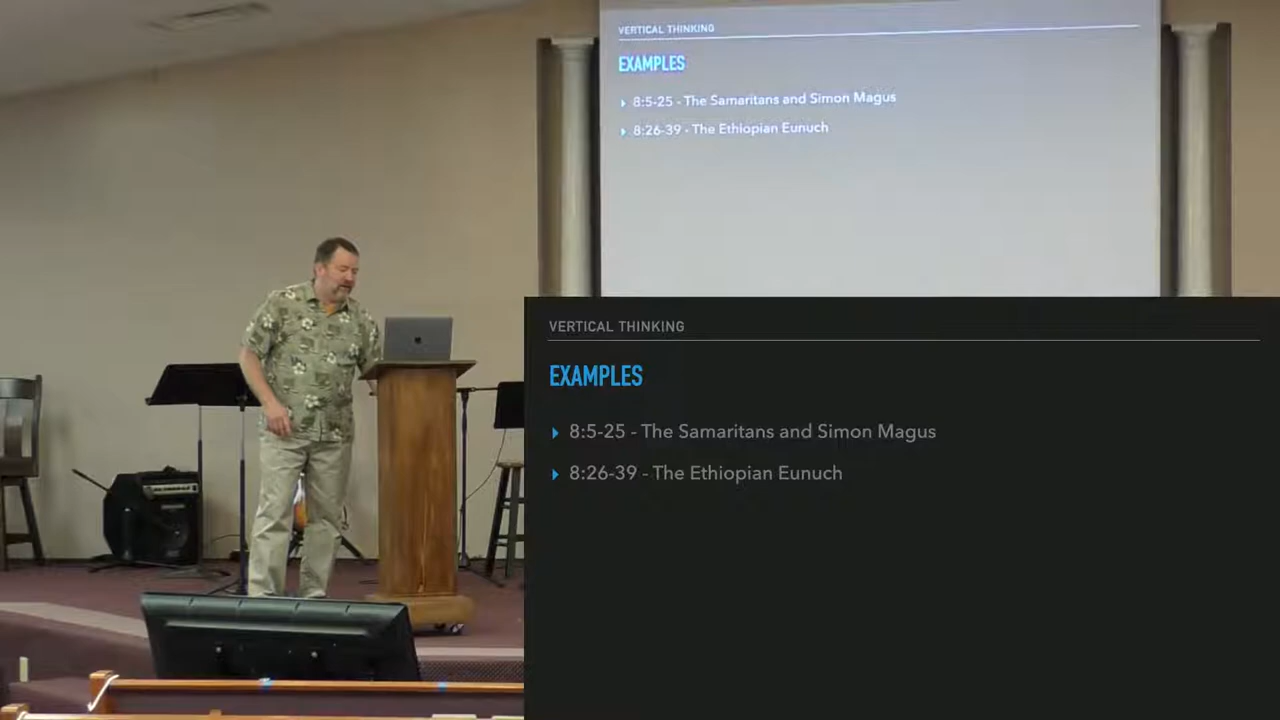 VERTICAL THINKING
EXAMPLES
8:5-25 - The Samaritans and Simon Magus
8:26-39 - The Ethiopian Eunuch
VERTICAL THINKING
EXAMPLES
8:5-25 - The Samaritans and Simon Magus
8:26-39 - The Ethiopian Eunuch